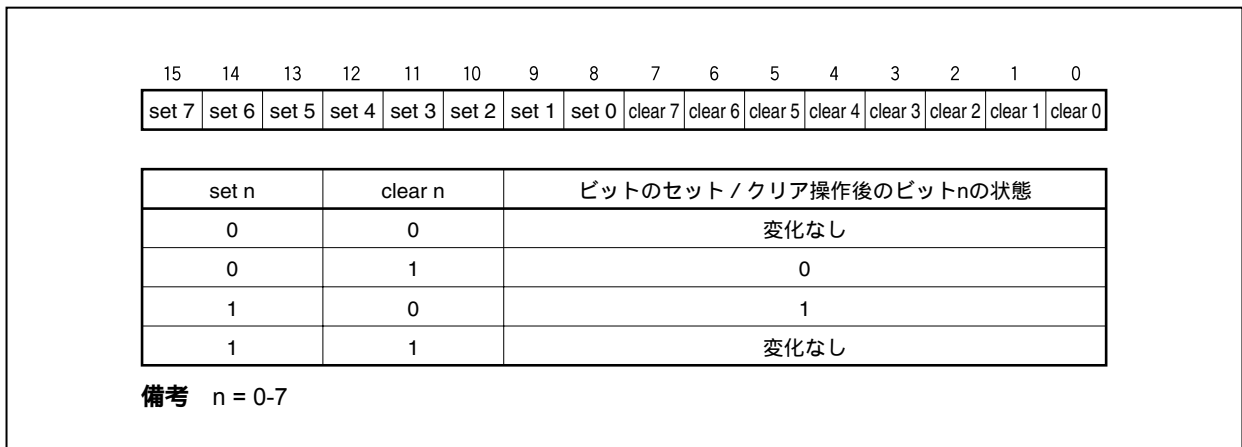 15 14 13 12 11 10 9 8 7 6 5 4 3 2 1 0
set 7 set 6 set 5 set 4 set 3 set 2 set 1 set 0 clear 7 clear 6 clear 5 clear 4 clear 3 clear 2 clear 1 clear 0
set n clear n ビットのセット／クリア操作後のビットnの状態
0 0 変化なし
0 1 0
1 0 1
1 1 変化なし
備考 n = 0-7